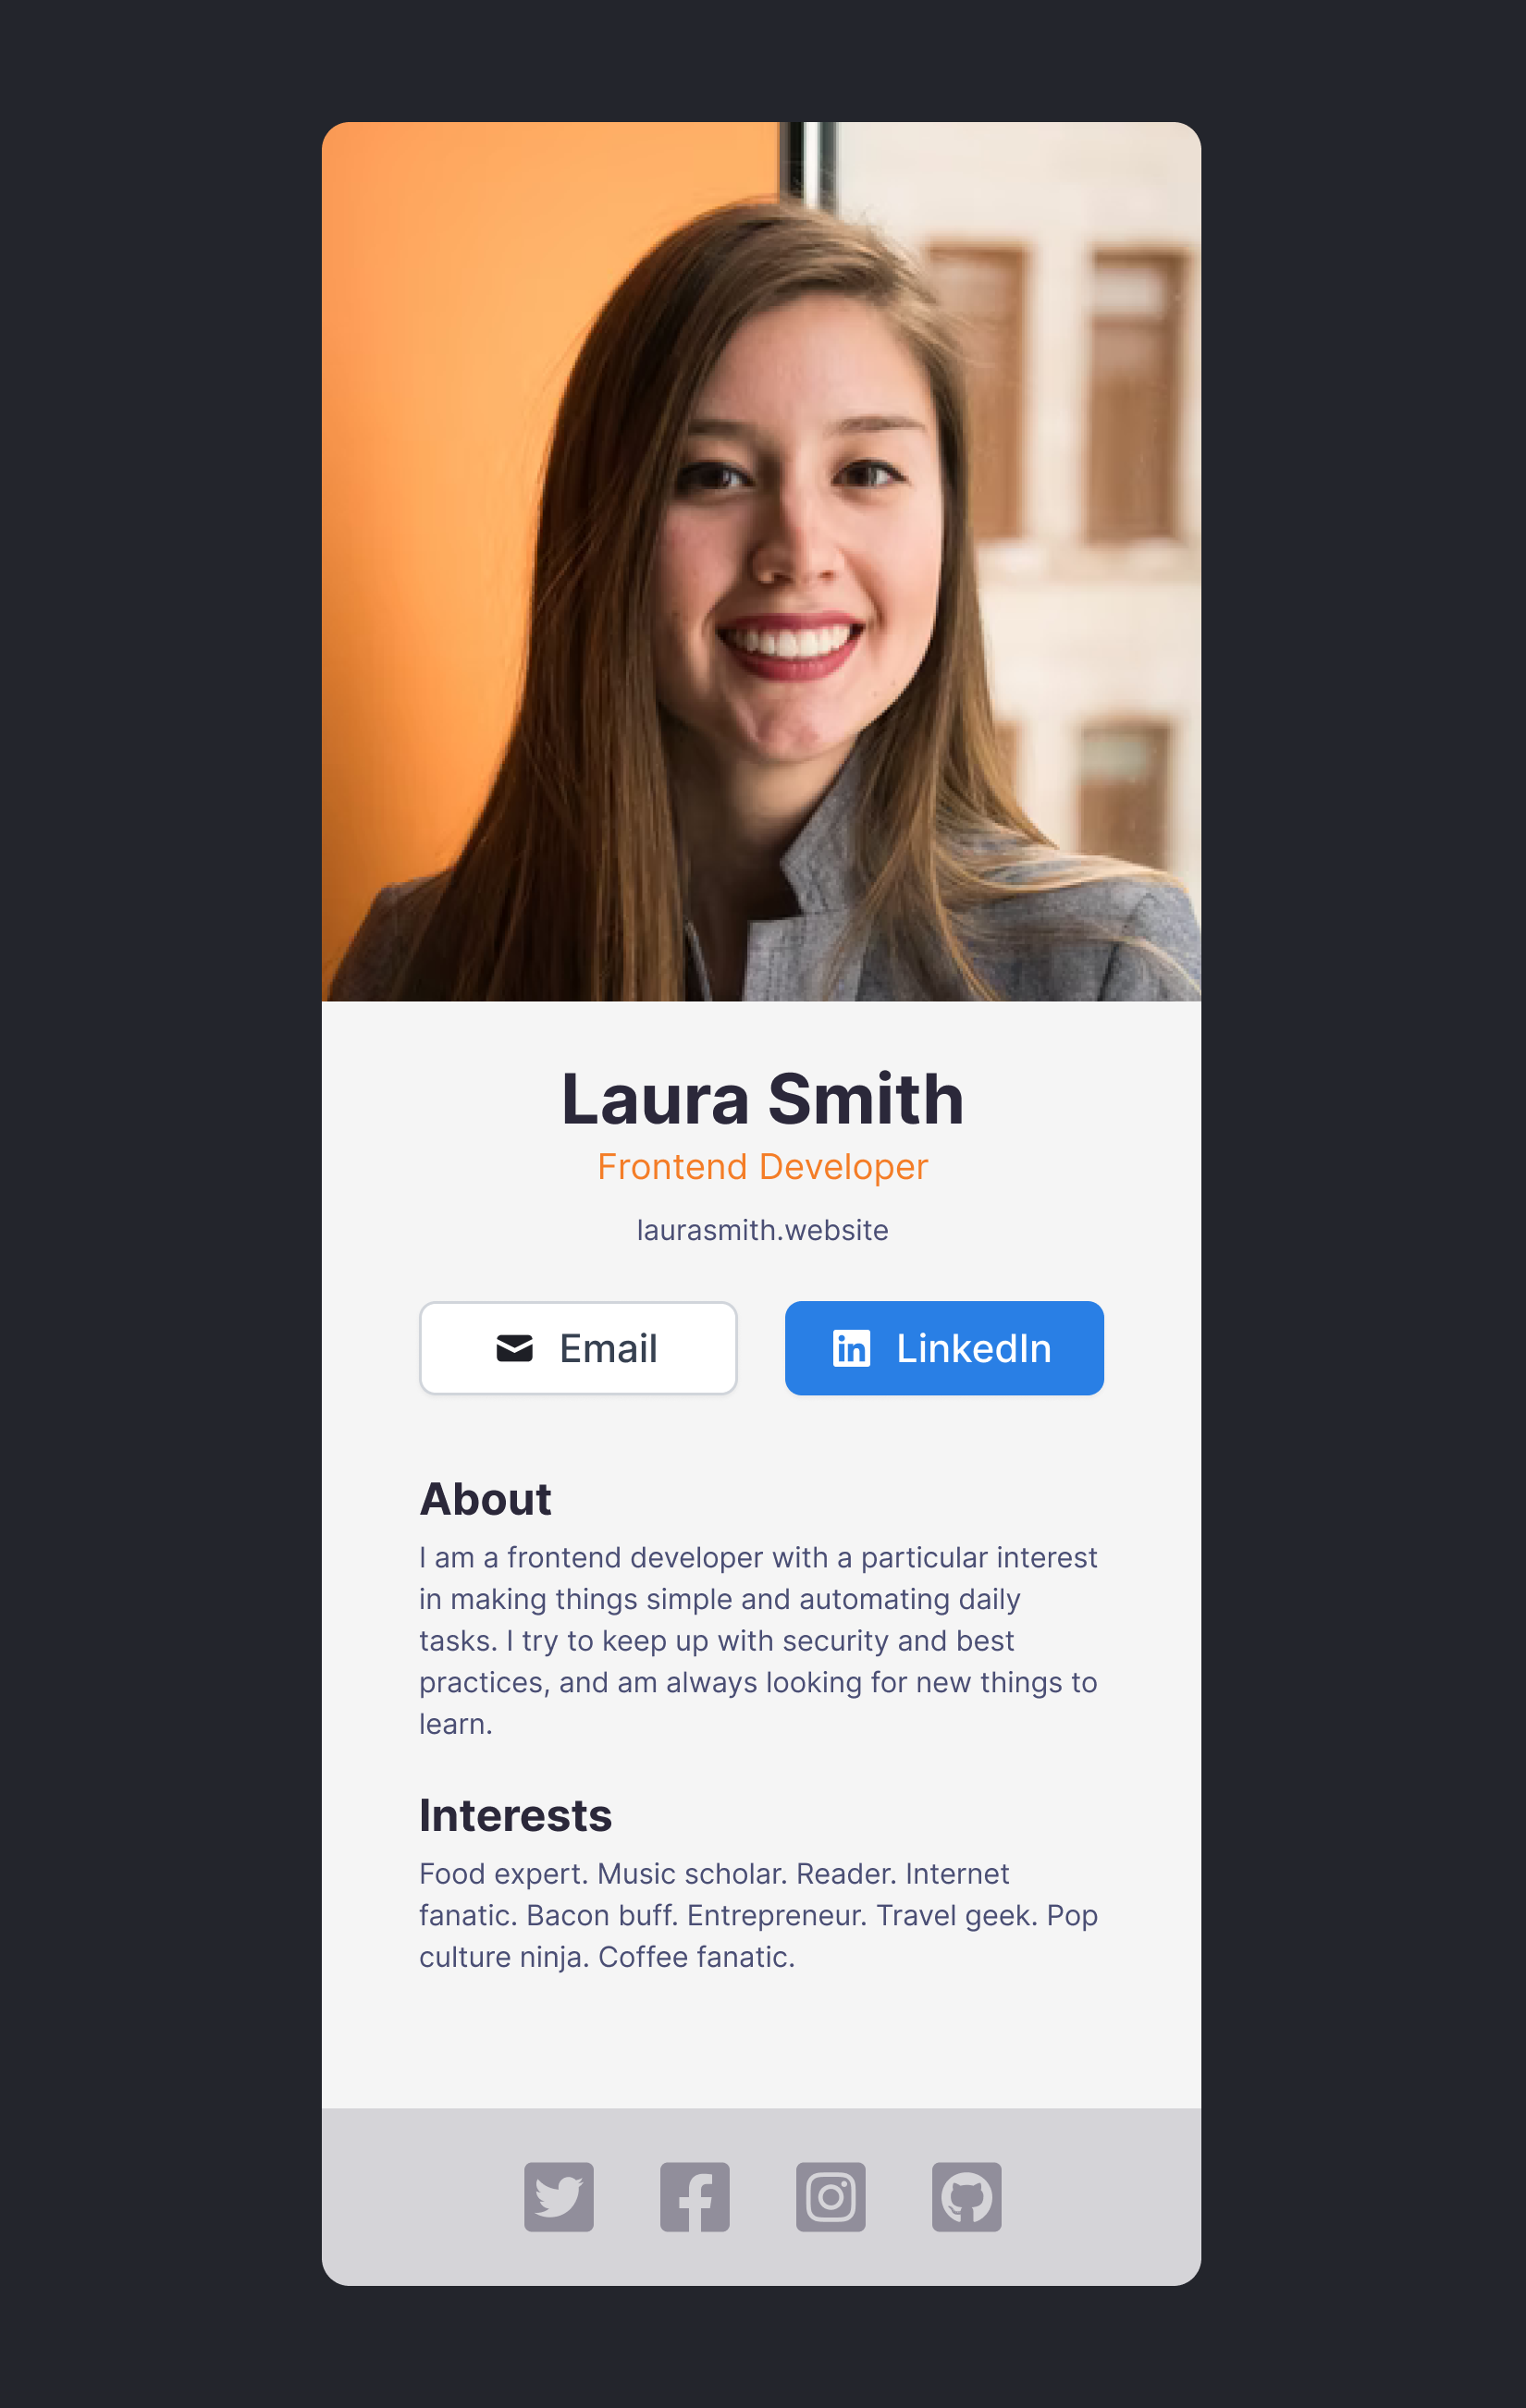 Laura Smith
Frontend Developer
laurasmith.website
Email
LinkedIn
About
I am a frontend developer with a particular interest
in making things simple and automating daily
tasks. I try to keep up with security and best
practices, and am always looking for new things to
learn.
Interests
Food expert. Music scholar. Reader. Internet
fanatic. Bacon buff. Entrepreneur. Travel geek. Pop
culture ninja. Coffee fanatic.